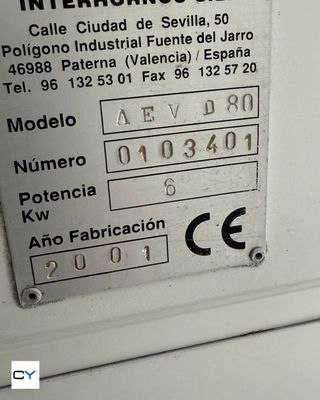 INTERHORNOS S.L.
Calle Ciudad de Sevilla, 50
Polígono Industrial Fuente del Jarro
46988 Paterna (Valencia) / España
Tel. 96 132 53 01 Fax 96 132 57 20
Modelo AEV D80
Número 0103401
Potencia Kw 6
Año Fabricación CE
2001
CY